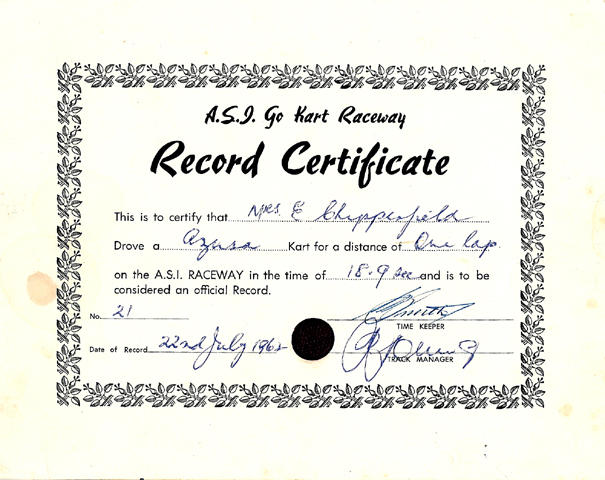 A.S.I. Go Kart Raceway
Record Certificate
This is to certify that Mrs. E Chipperfield
Drove a Azusa Kart for a distance of One lap.
on the A.S.I. RACEWAY in the time of 18.9 sec and is to be
considered an official Record.
No. 21
TIME KEEPER
Date of Record 22nd July
TRACK MANAGER